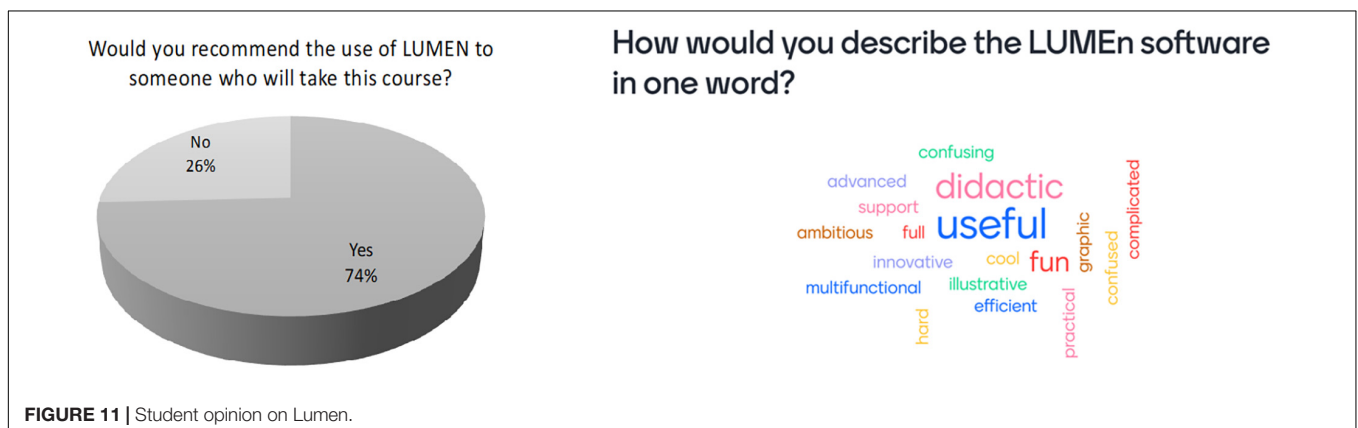 Would you recommend the use of LUMEN to
someone who will take this course?
No
26%
Yes
74%
How would you describe the LUMEn software
in one word?
confusing
advanced
didactic
complicated
support
useful
ambitious
full
graphic
confused
innovative
cool
fun
multifunctional
illustrative
efficient
hard
practical
FIGURE 11 | Student opinion on Lumen.